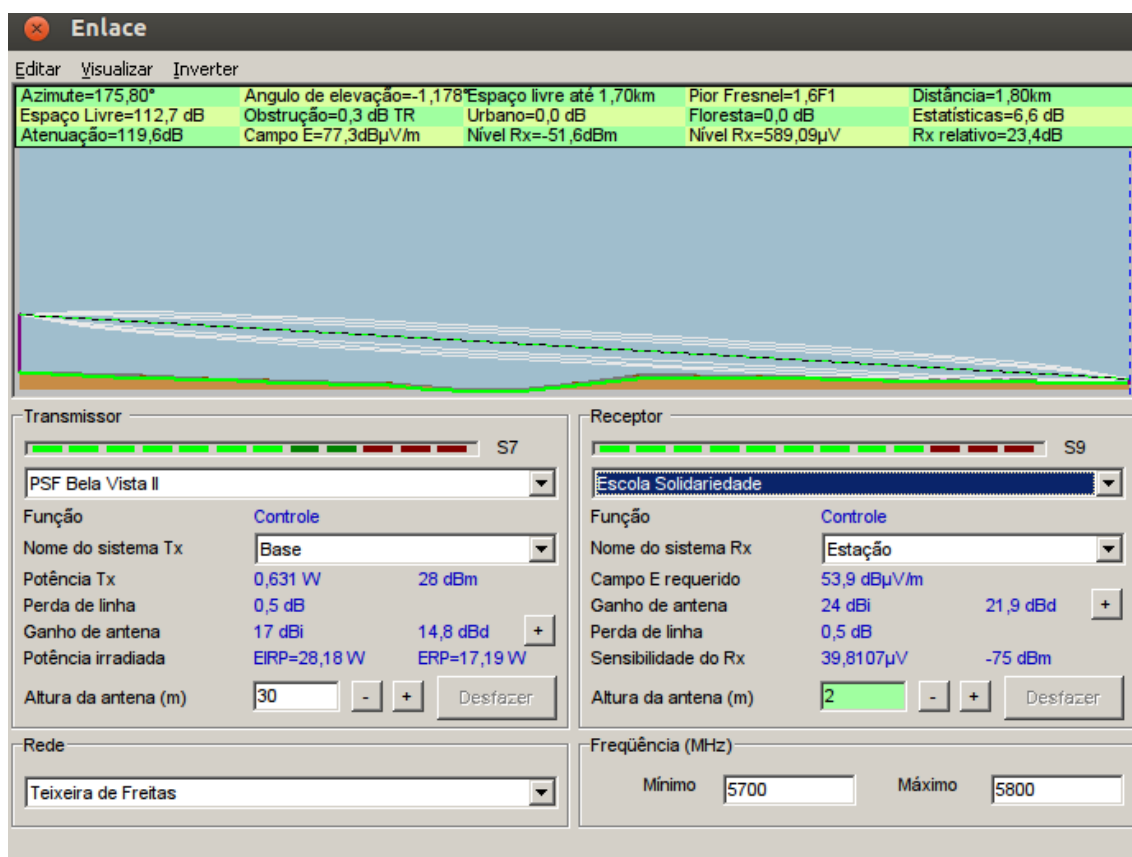 Enlace
Editar Visualizar Inverter
Azimute=175,80° Angulo de elevação=-1,178° Espaço livre até 1,70km Pior Fresnel=1,6F1 Distância=1,80km
Espaço Livre=112,7 dB Obstrução=0,3 dB TR Urbano=0,0 dB Floresta=0,0 dB Estatísticas=6,6 dB
Atenuação=119,6dB Campo E=77,3dBµV/m Nível Rx=-51,6dBm Nível Rx=589,09µV Rx relativo=23,4dB
Transmissor
S7
PSF Bela Vista II
Função Controle
Nome do sistema Tx Base
Potência Tx 0,631 W 28 dBm
Perda de linha 0,5 dB
Ganho de antena 17 dBi 14,8 dBd +
Potência irradiada EIRP=28,18 W ERP=17,19 W
Altura da antena (m) 30 - + Desfazer
Receptor
S9
Escola Solidariedade
Função Controle
Nome do sistema Rx Estação
Campo E requerido 53,9 dBµV/m
Ganho de antena 24 dBi 21,9 dBd +
Perda de linha 0,5 dB
Sensibilidade do Rx 39,8107µV -75 dBm
Altura da antena (m) 2 - + Desfazer
Rede
Teixeira de Freitas
Freqüência (MHz)
Mínimo 5700 Máximo 5800